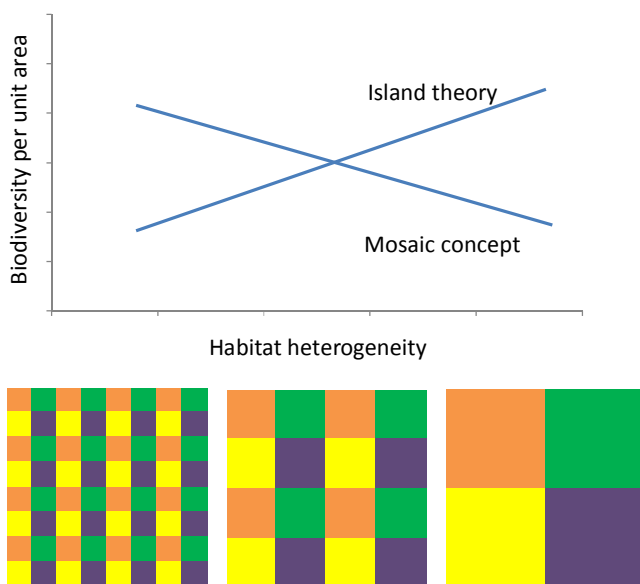 Biodiversity per unit area
Island theory
Mosaic concept
Habitat heterogeneity